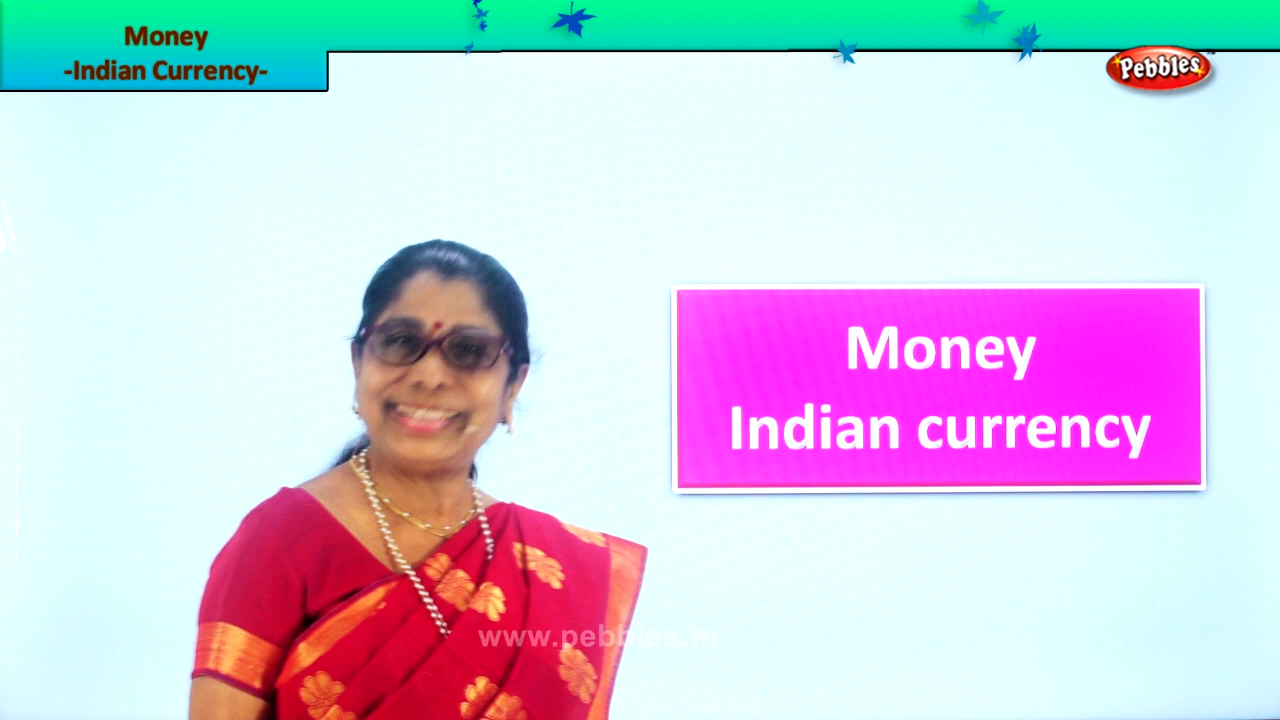 Money
-Indian Currency-
Pebbles
Money
Indian currency
www.pebbles.in